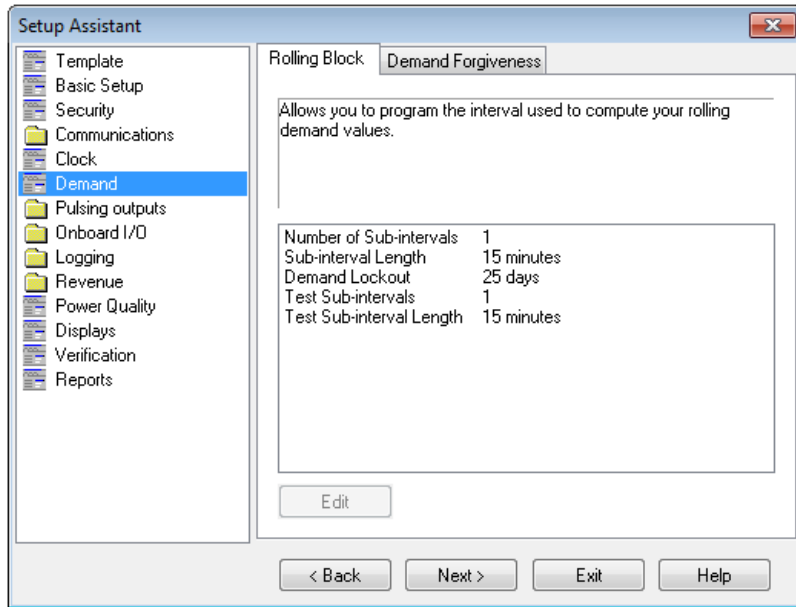 Setup Assistant
Template
Basic Setup
Security
Communications
Clock
Demand
Pulsing outputs
Onboard I/O
Logging
Revenue
Power Quality
Displays
Verification
Reports
Rolling Block
Demand Forgiveness
Allows you to program the interval used to compute your rolling
demand values.
Number of Sub-intervals 1
Sub-interval Length 15 minutes
Demand Lockout 25 days
Test Sub-intervals 1
Test Sub-interval Length 15 minutes
Edit
< Back Next > Exit Help